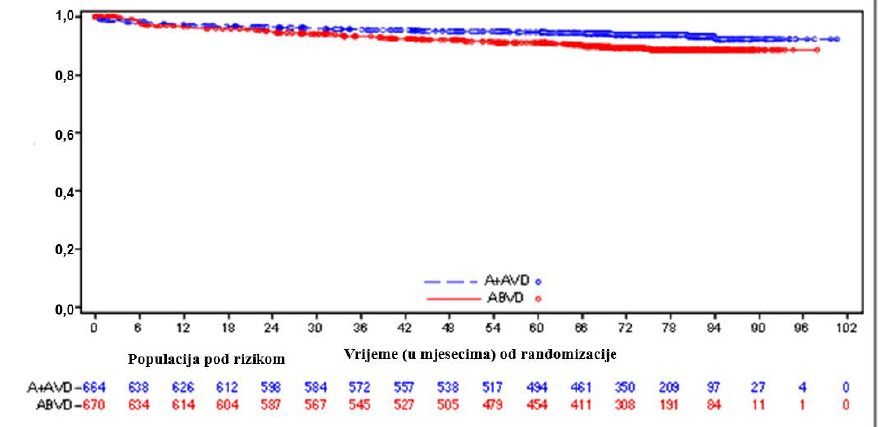 1,0
0,8
0,6
0,4
0,2
0,0
A+AVD
ABVD
0 6 12 18 24 30 36 42 48 54 60 66 72 78 84 90 96 102
Populacija pod rizikom Vrijeme (u mjesecima) od randomizacije
A+AVD 664 638 626 612 598 584 572 557 538 517 494 461 350 209 97 27 4 0
ABVD 670 634 614 604 587 567 545 527 505 479 454 411 308 191 84 11 1 0